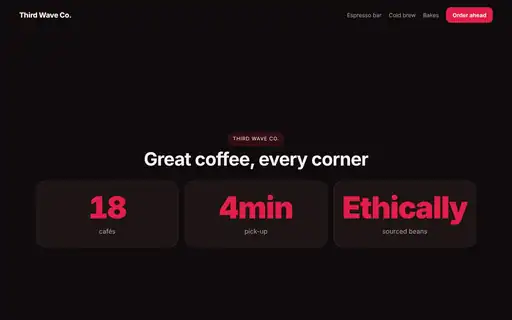 Third Wave Co.
Espresso bar
Cold brew
Bakes
Order ahead
THIRD WAVE CO.
Great coffee, every corner
18
cafés
4min
pick-up
Ethically
sourced beans